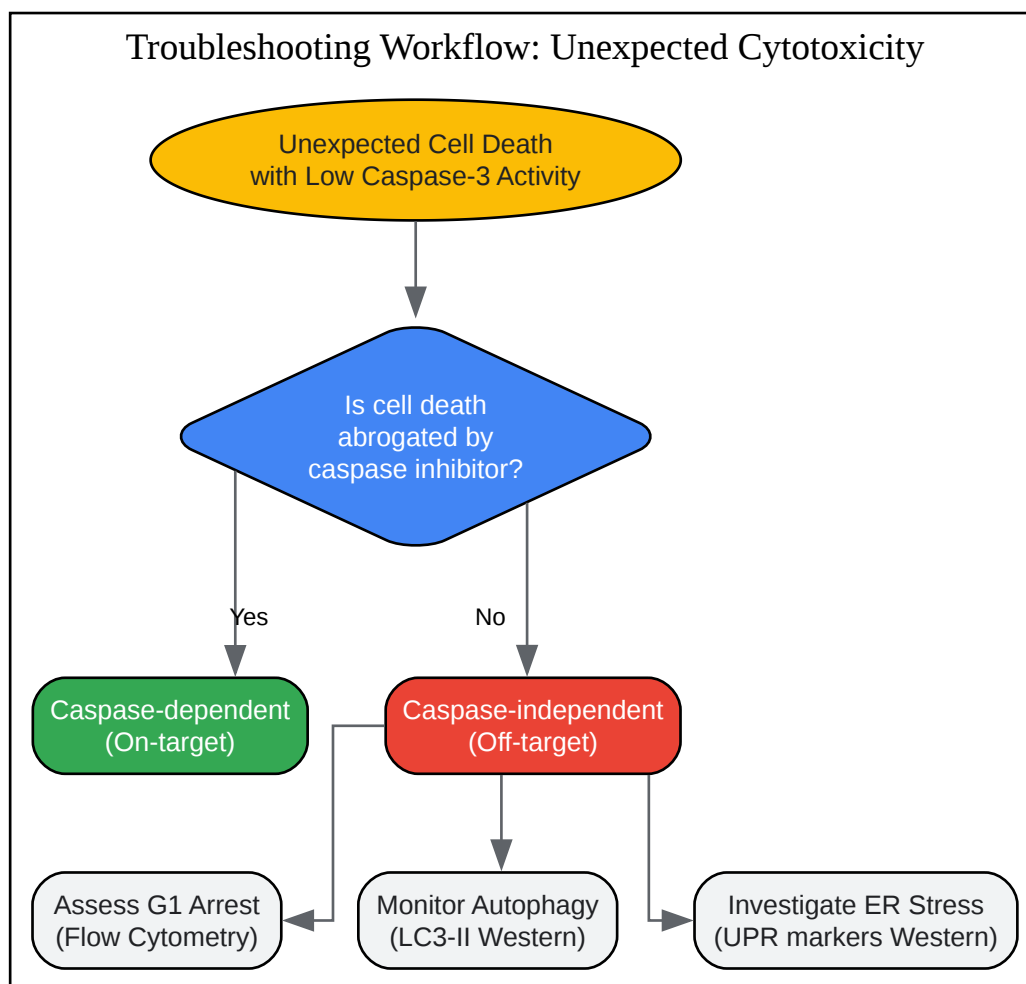 Troubleshooting Workflow: Unexpected Cytotoxicity
Unexpected Cell Death
with Low Caspase-3 Activity
Is cell death
abrogated by
caspase inhibitor?
Yes
No
Caspase-dependent
(On-target)
Caspase-independent
(Off-target)
Assess G1 Arrest
(Flow Cytometry)
Monitor Autophagy
(LC3-II Western)
Investigate ER Stress
(UPR markers Western)